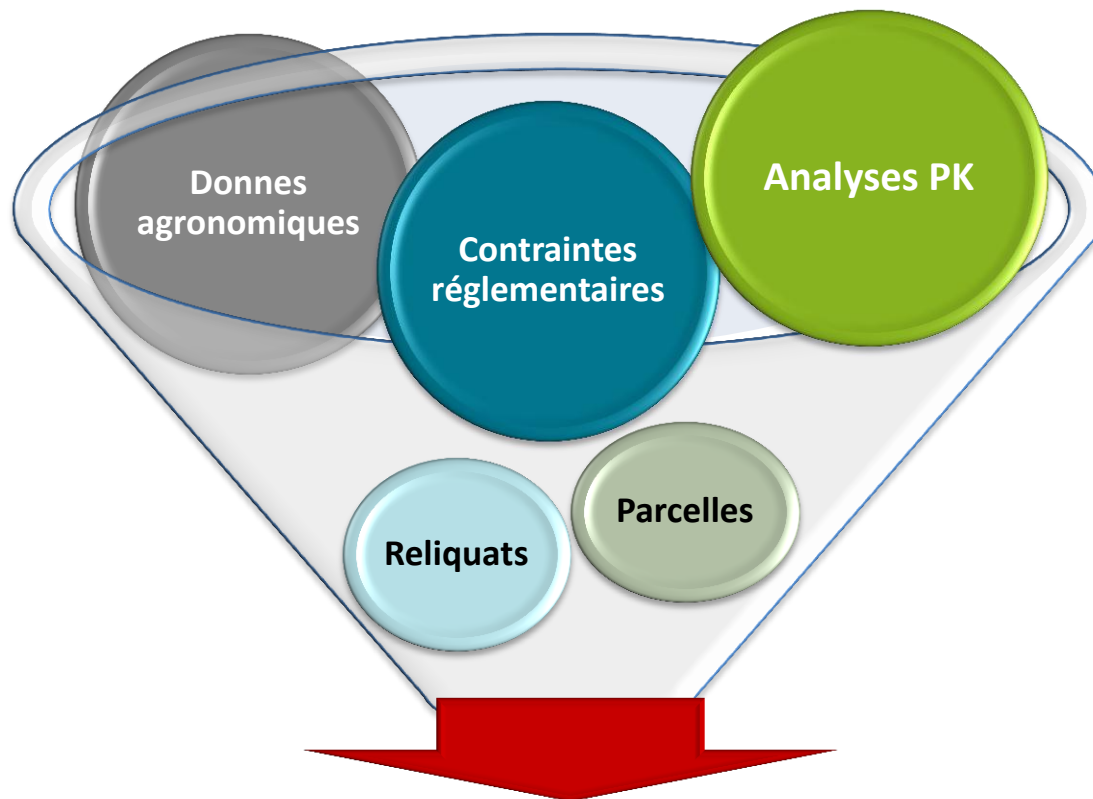 Donnes
agronomiques
Contraintes
réglementaires
Analyses PK
Reliquats
Parcelles